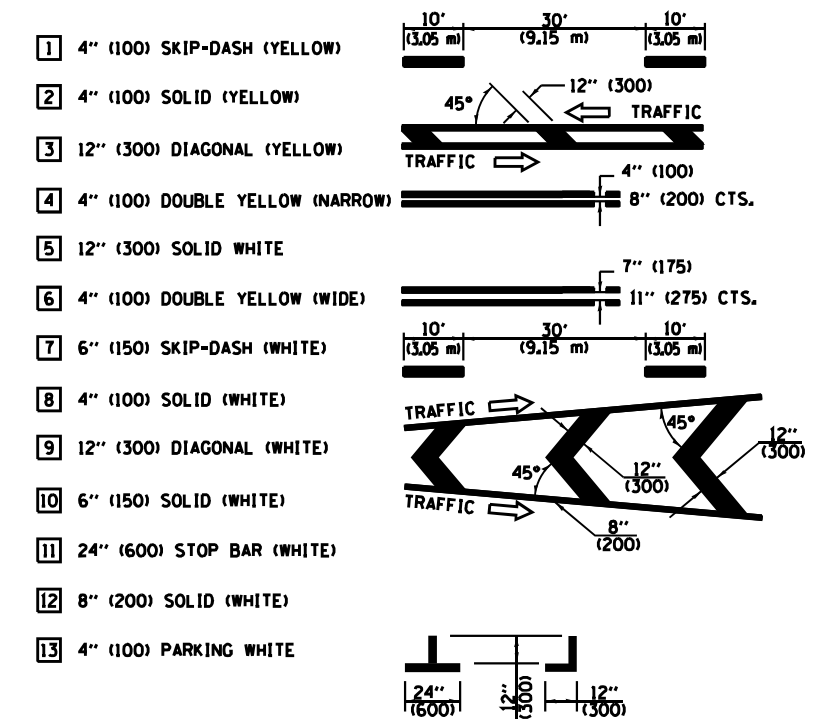 10' 30' 10'
(3.05 m) (9.15 m) (3.05 m)
1 4" (100) SKIP-DASH (YELLOW)
12" (300)
2 4" (100) SOLID (YELLOW)
45°
TRAFFIC
3 12" (300) DIAGONAL (YELLOW)
TRAFFIC
4" (100)
4 4" (100) DOUBLE YELLOW (NARROW)
8" (200) CTS.
5 12" (300) SOLID WHITE
7" (175)
6 4" (100) DOUBLE YELLOW (WIDE)
11" (275) CTS.
10' 30' 10'
(3.05 m) (9.15 m) (3.05 m)
7 6" (150) SKIP-DASH (WHITE)
8 4" (100) SOLID (WHITE)
TRAFFIC
45°
12"
(300)
9 12" (300) DIAGONAL (WHITE)
45°
12"
(300)
10 6" (150) SOLID (WHITE)
TRAFFIC
8"
(200)
11 24" (600) STOP BAR (WHITE)
12 8" (200) SOLID (WHITE)
13 4" (100) PARKING WHITE
24"
(600)
12"
(300)
12"
(300)